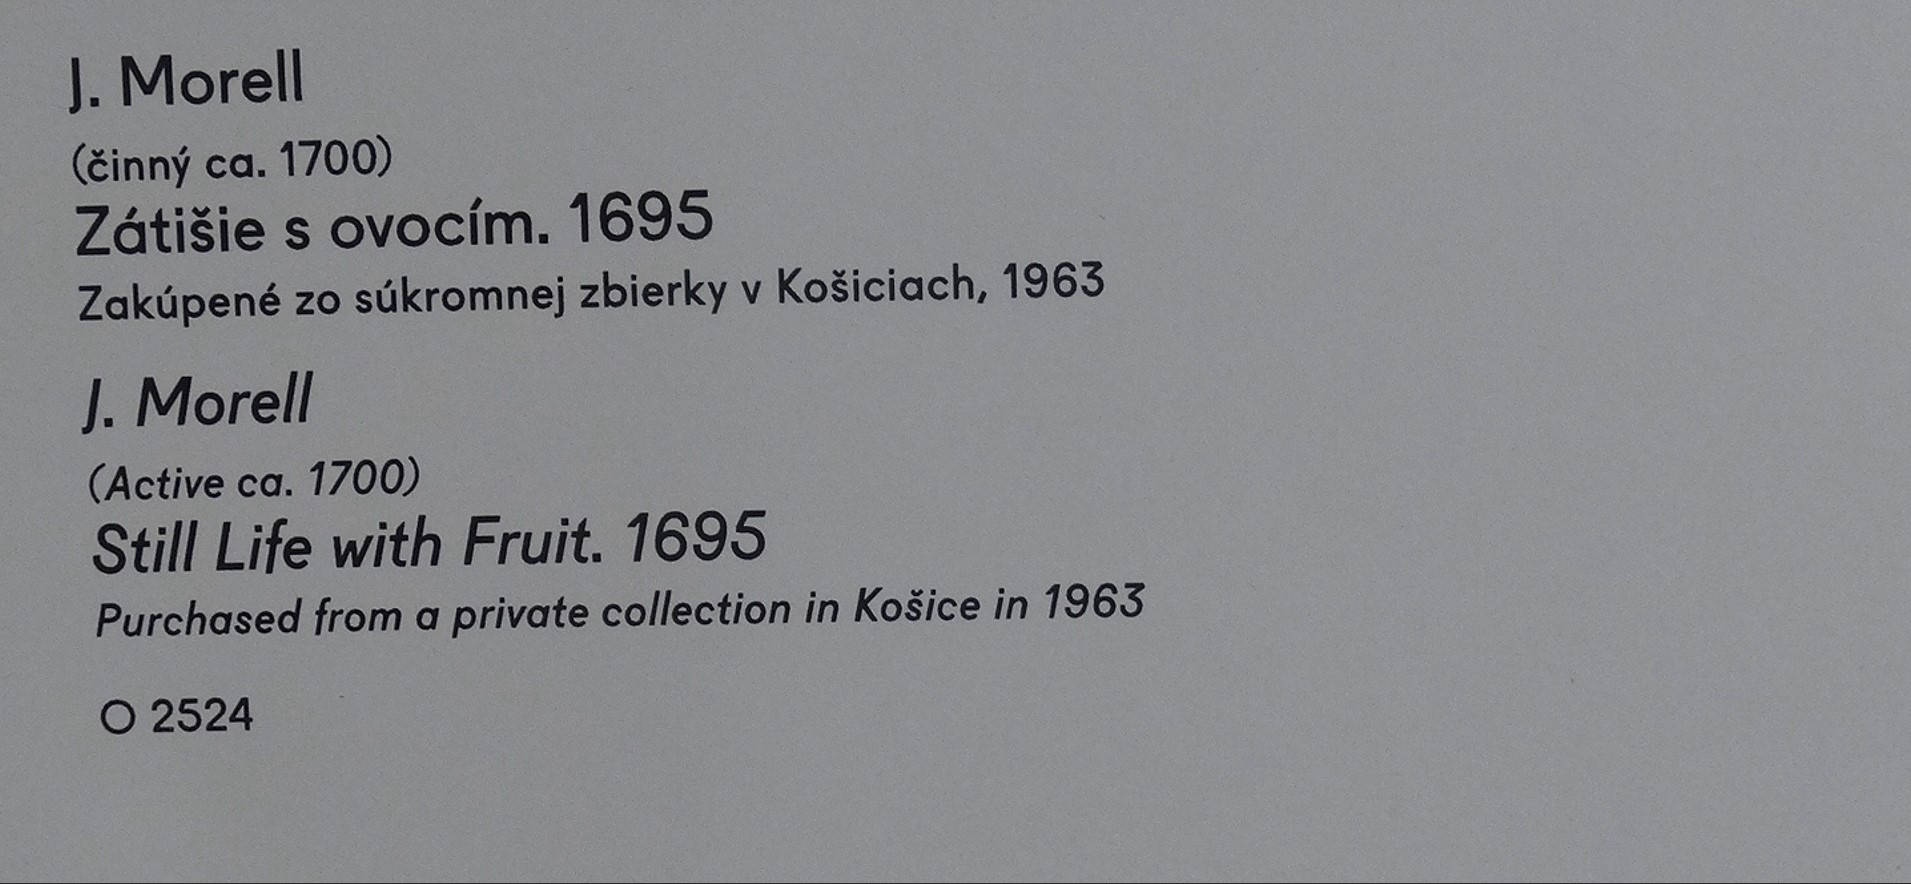 J. Morell
(činný ca. 1700)
Zátišie s ovocím. 1695
Zakúpené zo súkromnej zbierky v Košiciach, 1963
J. Morell
(Active ca. 1700)
Still Life with Fruit. 1695
Purchased from a private collection in Košice in 1963
O 2524